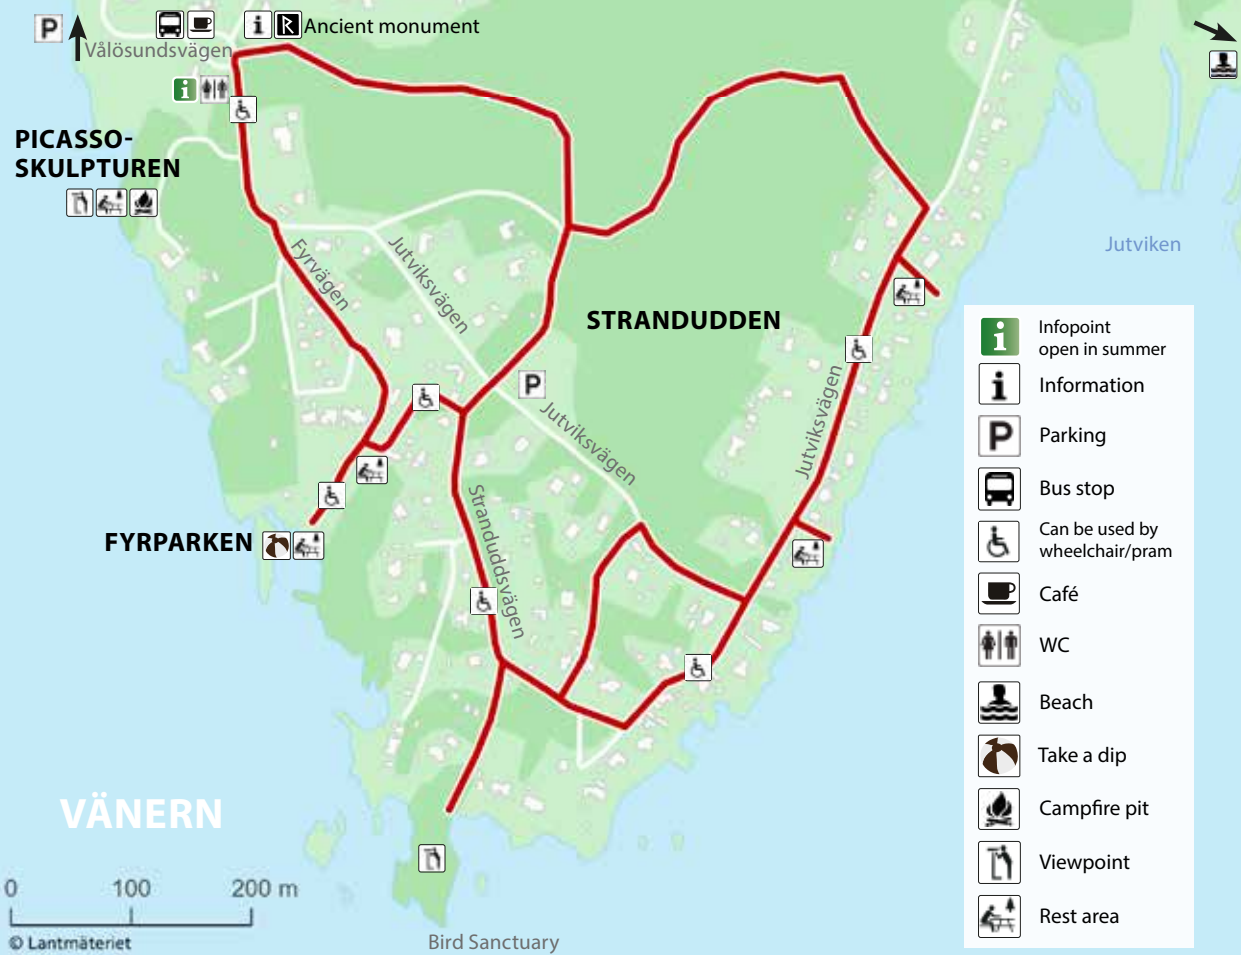 P
i R Ancient monument
Vålösundsvägen
i
PICASSO-
SKULPTUREN
Jutviken
Fyrvägen
Jutviksvägen
STRANDUDDEN
P
Jutviksvägen
Jutviksvägen
Stranduddsvägen
FYRPARKEN
VÄNERN
0 100 200 m
© Lantmäteriet
Bird Sanctuary
i Infopoint
open in summer
i Information
P Parking
Bus stop
Can be used by
wheelchair/pram
Café
WC
Beach
Take a dip
Campfire pit
Viewpoint
Rest area